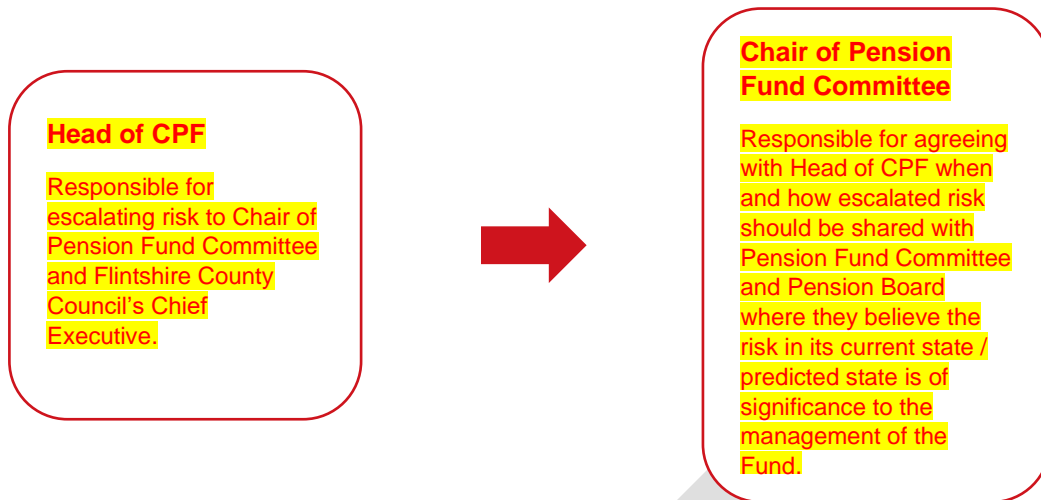 Head of CPF
Responsible for
escalating risk to Chair of
Pension Fund Committee
and Flintshire County
Council’s Chief
Executive.
Chair of Pension
Fund Committee
Responsible for agreeing
with Head of CPF when
and how escalated risk
should be shared with
Pension Fund Committee
and Pension Board
where they believe the
risk in its current state /
predicted state is of
significance to the
management of the
Fund.